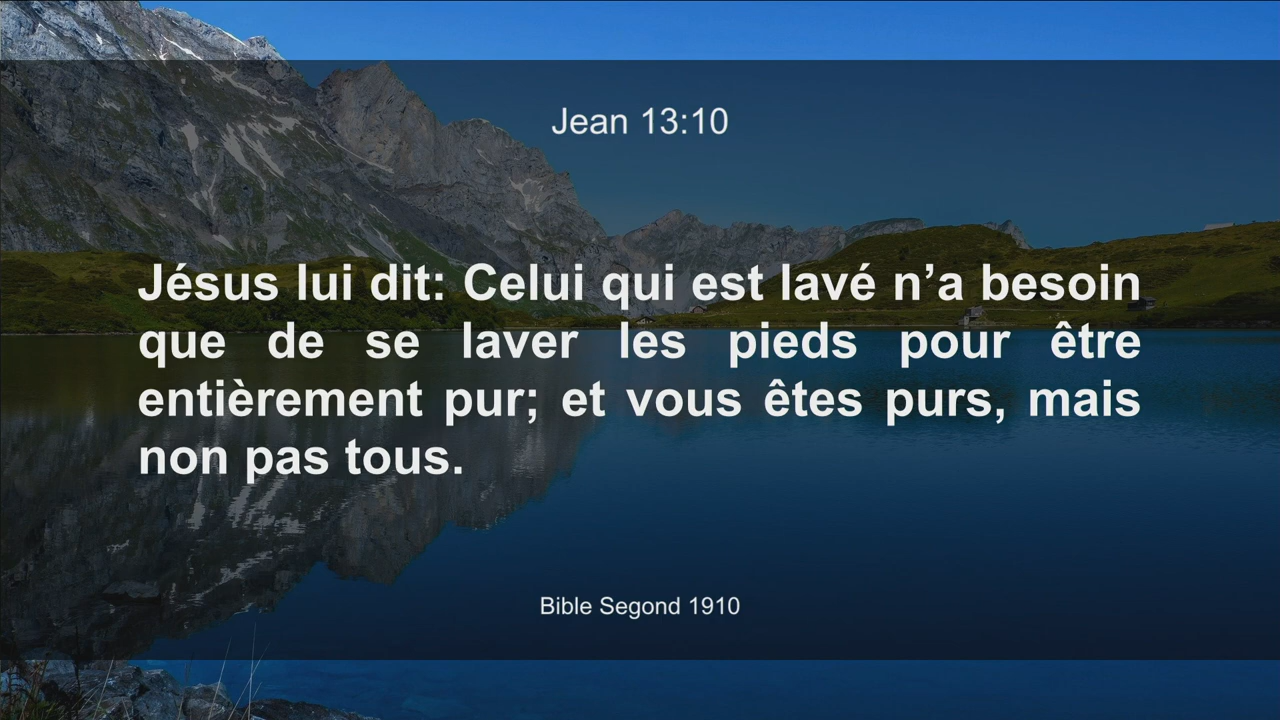 Jean 13:10
Jésus lui dit: Celui qui est lavé n’a besoin
que de se laver les pieds pour être
entièrement pur; et vous êtes purs, mais
non pas tous.
Bible Segond 1910